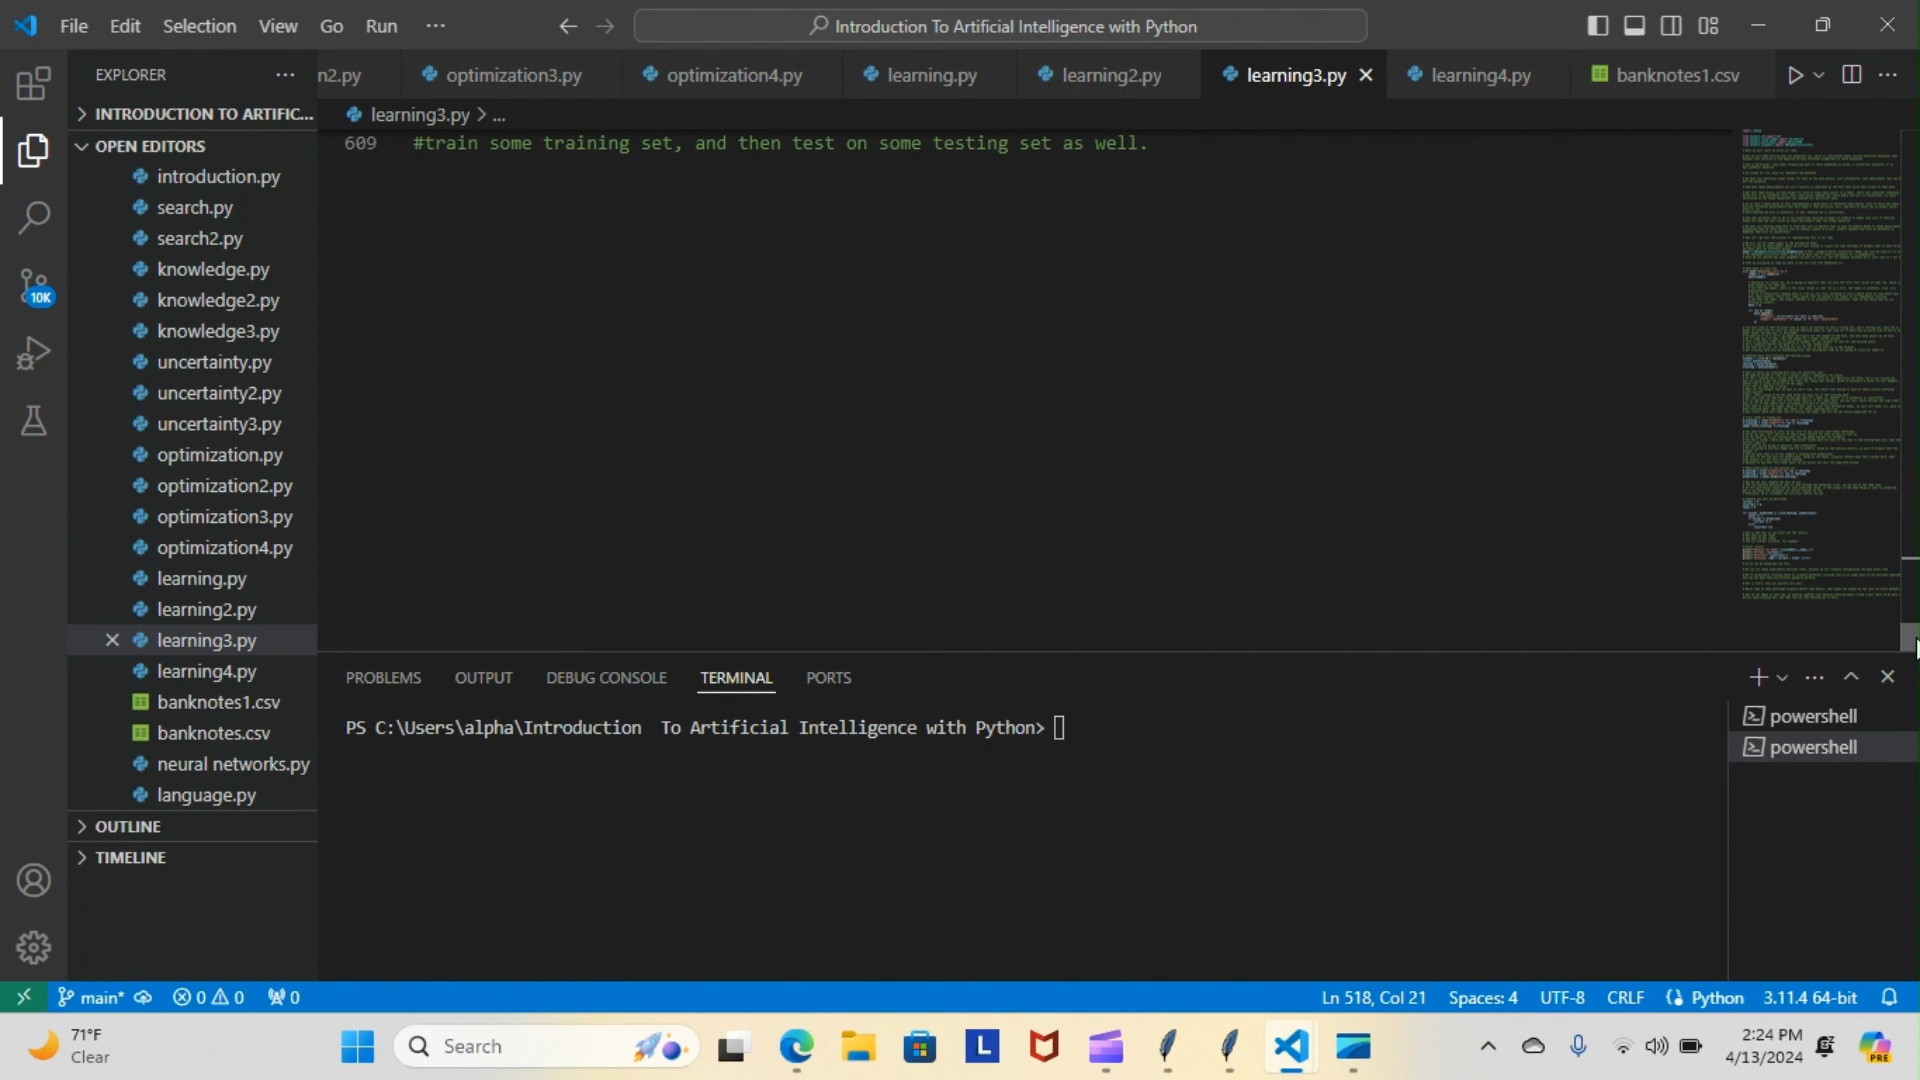 File Edit Selection View Go Run ···
Introduction To Artificial Intelligence with Python
EXPLORER
n2.py optimization3.py optimization4.py learning.py learning2.py learning3.py learning4.py banknotes1.csv
INTRODUCTION TO ARTIFIC...
learning3.py > ...
OPEN EDITORS
609 #train some training set, and then test on some testing set as well.
introduction.py
search.py
search2.py
knowledge.py
knowledge2.py
knowledge3.py
uncertainty.py
uncertainty2.py
uncertainty3.py
optimization.py
optimization2.py
optimization3.py
optimization4.py
learning.py
learning2.py
learning3.py
learning4.py
banknotes1.csv
banknotes.csv
neural networks.py
language.py
OUTLINE
TIMELINE
10K
PROBLEMS OUTPUT DEBUG CONSOLE TERMINAL PORTS
PS C:\Users\alpha\Introduction  To Artificial Intelligence with Python>
powershell
powershell
main* 0 0 0
Ln 518, Col 21 Spaces: 4 UTF-8 CRLF Python 3.11.4 64-bit
71°F
Clear
Search
L
2:24 PM
4/13/2024
PRE